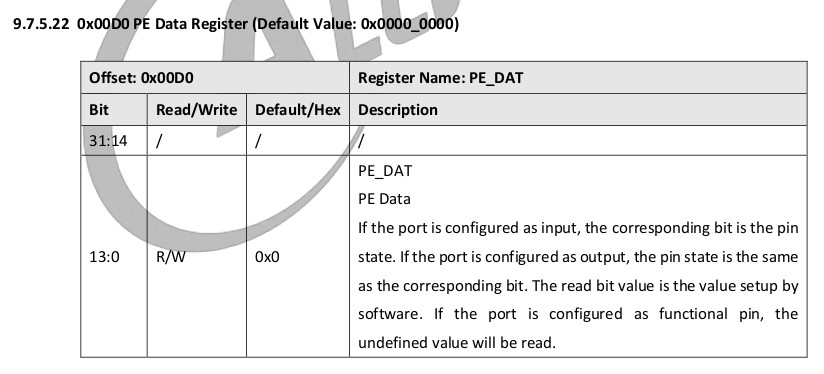 9.7.5.22 0x00D0 PE Data Register (Default Value: 0x0000_0000)
Offset: 0x00D0 Register Name: PE_DAT
Bit Read/Write Default/Hex Description
31:14 / / /
PE_DAT
PE Data
If the port is configured as input, the corresponding bit is the pin
13:0 R/W 0x0 state. If the port is configured as output, the pin state is the same
as the corresponding bit. The read bit value is the value setup by
software. If the port is configured as functional pin, the
undefined value will be read.